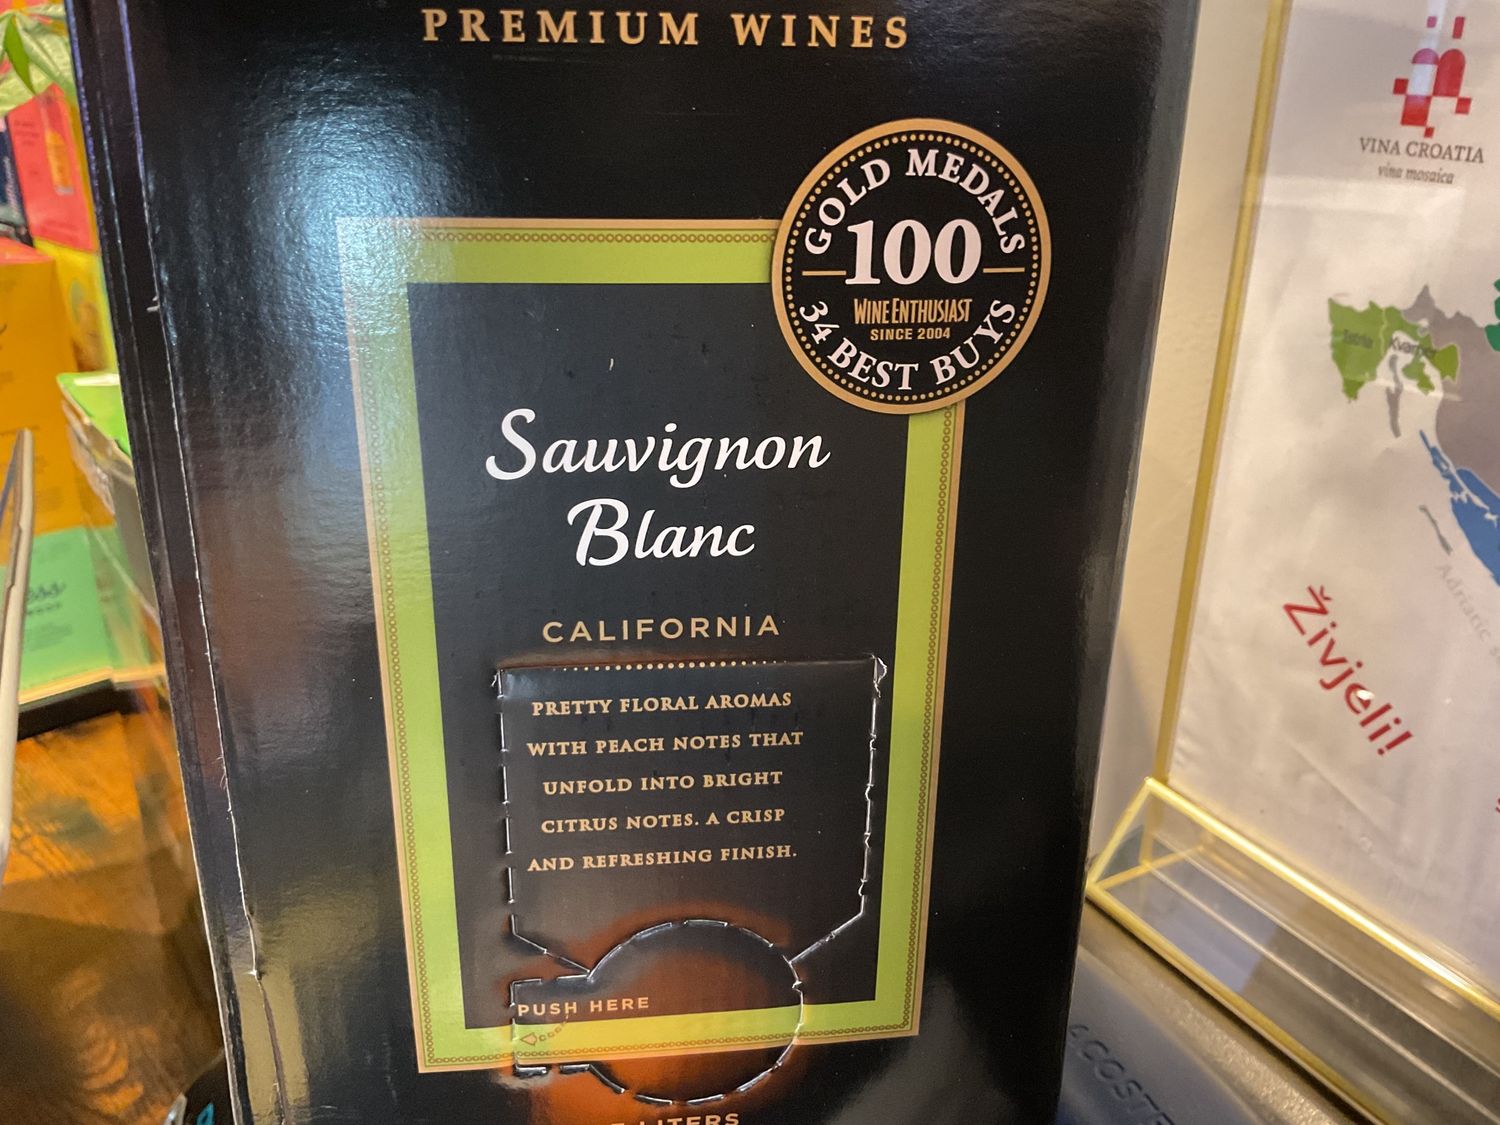 PREMIUM WINES
GOLD MEDALS
100
WINE ENTHUSIAST
SINCE 2004
34 BEST BUYS
Sauvignon
Blanc
CALIFORNIA
PRETTY FLORAL AROMAS
WITH PEACH NOTES THAT
UNFOLD INTO BRIGHT
CITRUS NOTES. A CRISP
AND REFRESHING FINISH.
PUSH HERE
LITERS
VINA CROATIA
vina mosaica
Istria
Kvarner
Adriatic
Živjeli!